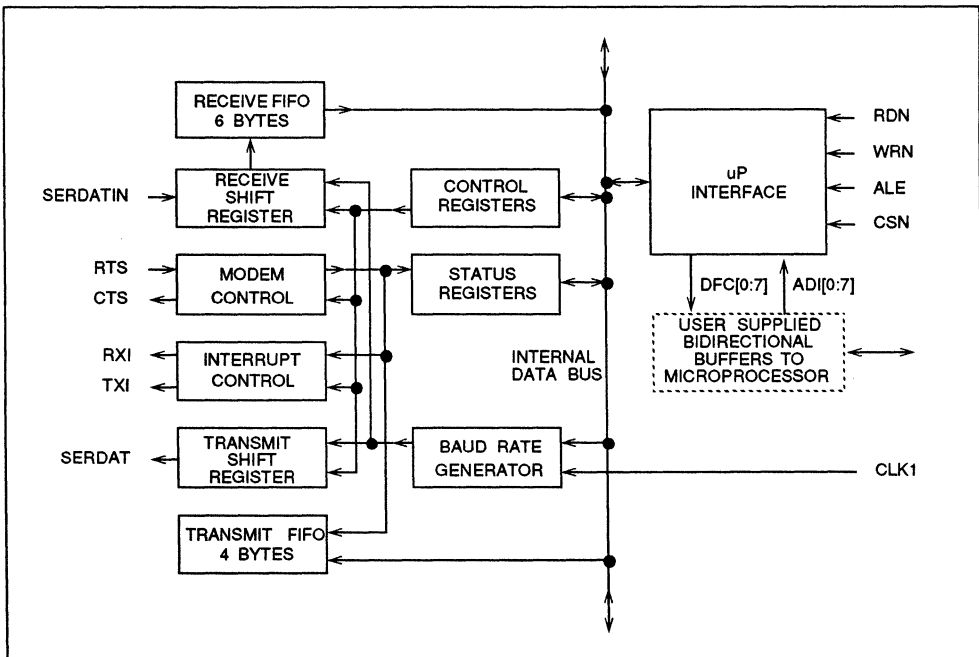 RECEIVE FIFO
6 BYTES
SERDATIN
RECEIVE
SHIFT
REGISTER
CONTROL
REGISTERS
RTS
CTS
MODEM
CONTROL
STATUS
REGISTERS
RXI
TXI
INTERRUPT
CONTROL
SERDAT
TRANSMIT
SHIFT
REGISTER
BAUD RATE
GENERATOR
TRANSMIT FIFO
4 BYTES
INTERNAL
DATA BUS
uP
INTERFACE
RDN
WRN
ALE
CSN
DFC[0:7]
ADI[0:7]
USER SUPPLIED
BIDIRECTIONAL
BUFFERS TO
MICROPROCESSOR
CLK1